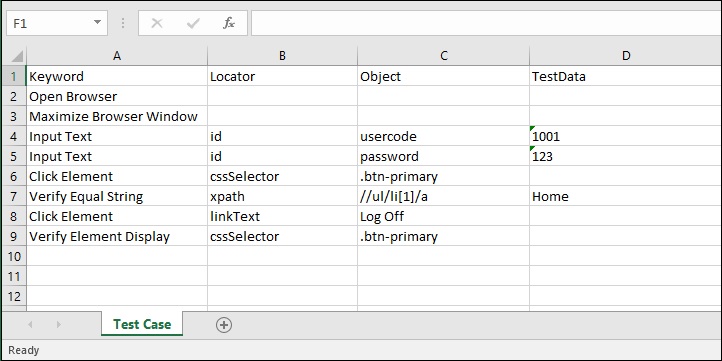 F1 fx
A B C D
1 Keyword Locator Object TestData
2 Open Browser
3 Maximize Browser Window
4 Input Text id usercode 1001
5 Input Text id password 123
6 Click Element cssSelector .btn-primary
7 Verify Equal String xpath //ul/li[1]/a Home
8 Click Element linkText Log Off
9 Verify Element Display cssSelector .btn-primary
10
11
12
Test Case
Ready